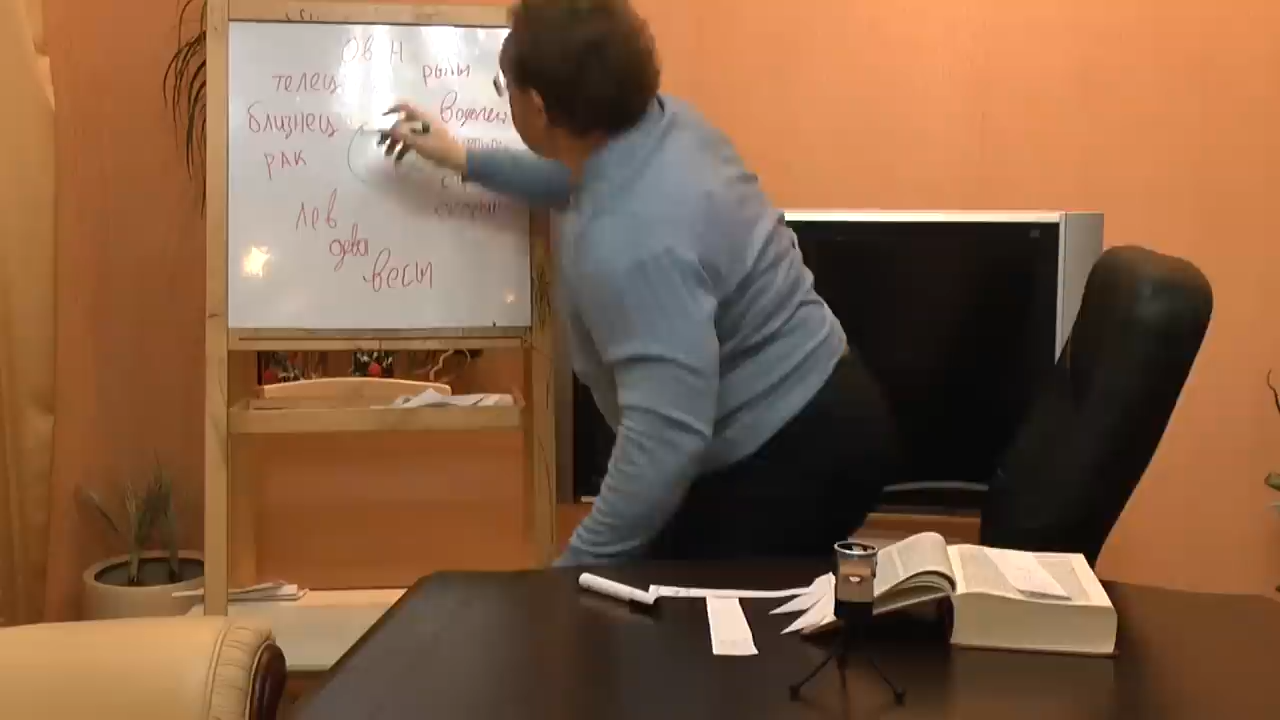 Овен
рыбы
телец
водолей
близнец
рак
лев
дева
весы